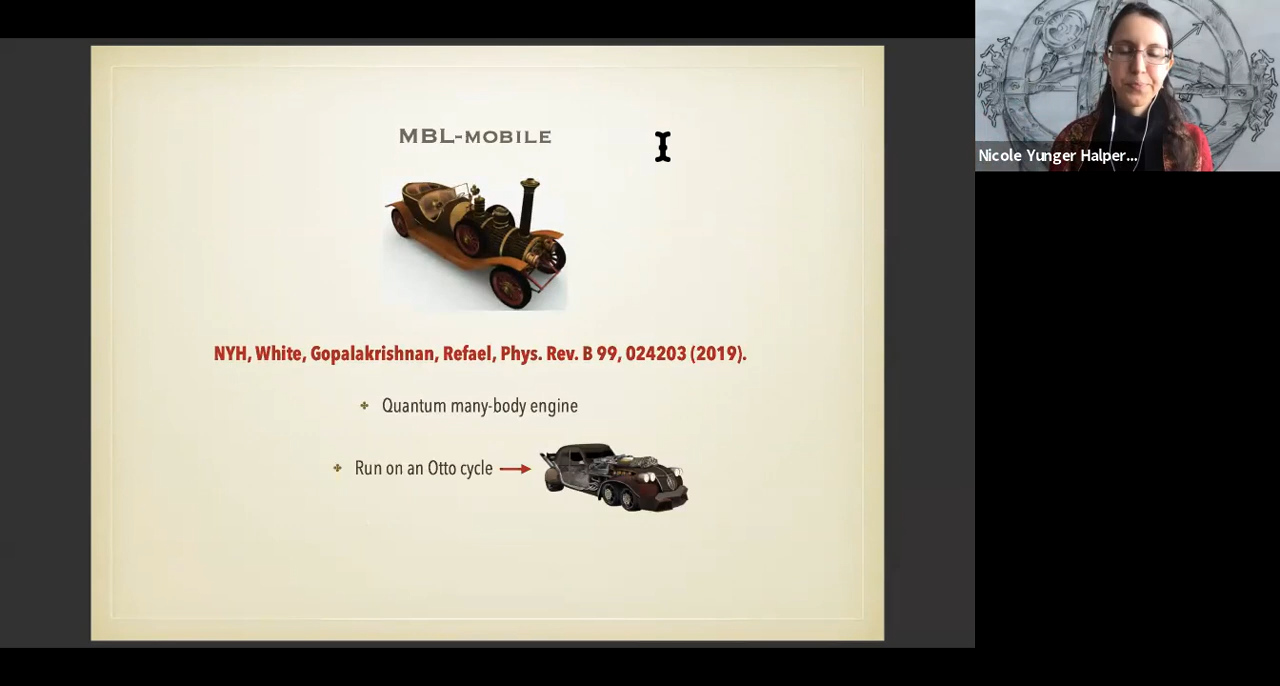 MBL-MOBILE
NYH, White, Gopalakrishnan, Refael, Phys. Rev. B 99, 024203 (2019).
Quantum many-body engine
Run on an Otto cycle
Nicole Yunger Halper...